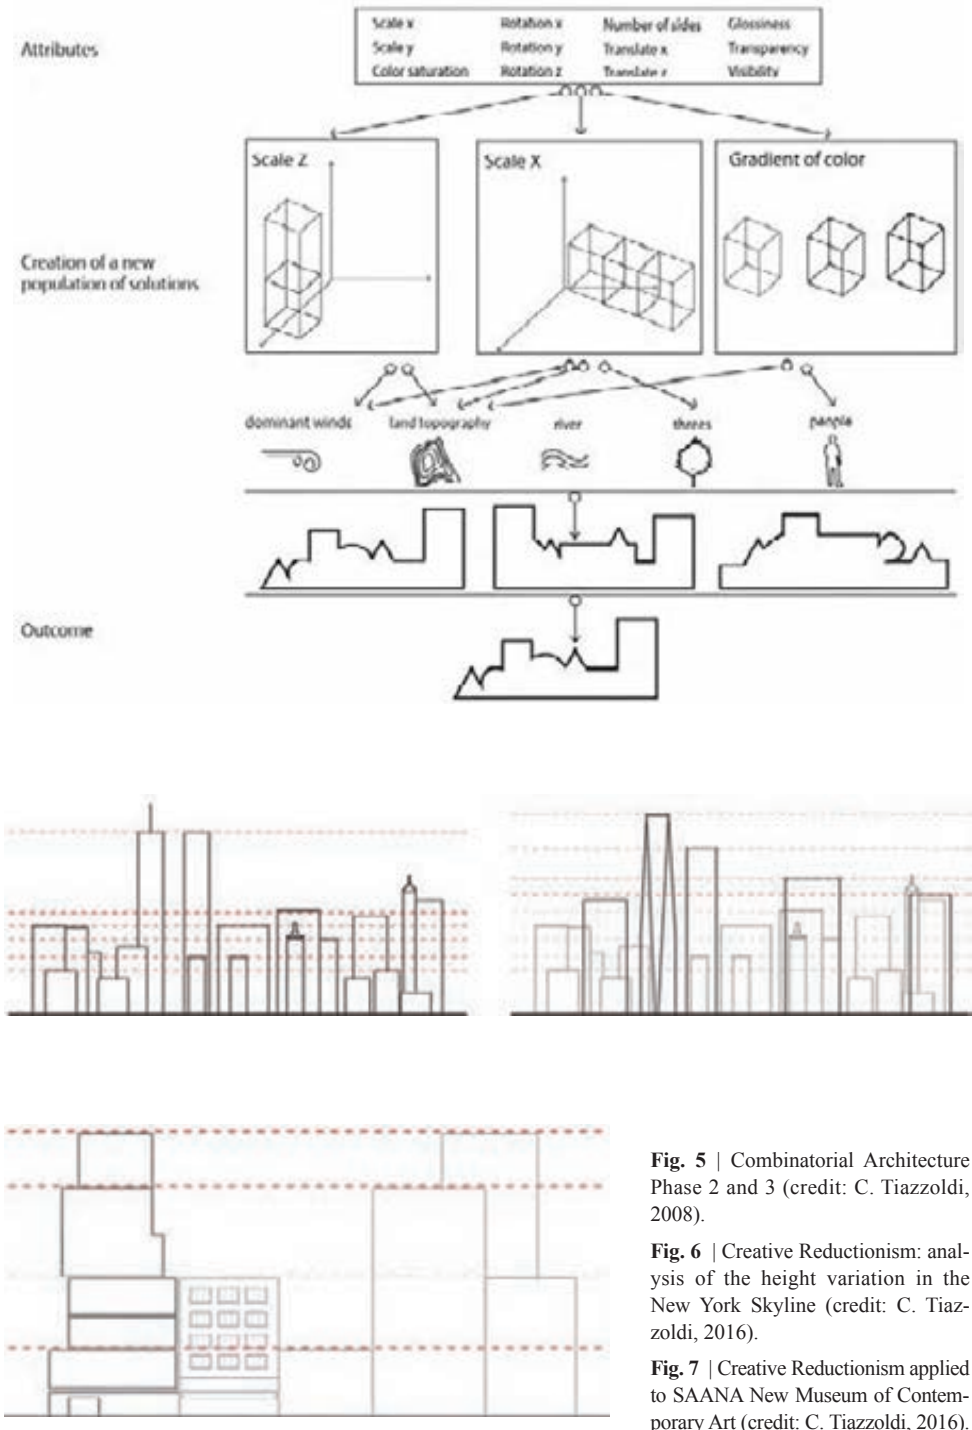 Attributes
Scale x Rotation x Number of sides Glossiness
Scale y Rotation y Translate x Transparency
Color saturation Rotation z Translate z Visibility
Scale Z
Scale X
Gradient of color
Creation of a new
population of solutions
dominant winds land topography river threes people
Outcome
Fig. 5 | Combinatorial Architecture
Phase 2 and 3 (credit: C. Tiazzoldi,
2008).
Fig. 6 | Creative Reductionism: anal-
ysis of the height variation in the
New York Skyline (credit: C. Tiaz-
zoldi, 2016).
Fig. 7 | Creative Reductionism applied
to SAANA New Museum of Contem-
porary Art (credit: C. Tiazzoldi, 2016).